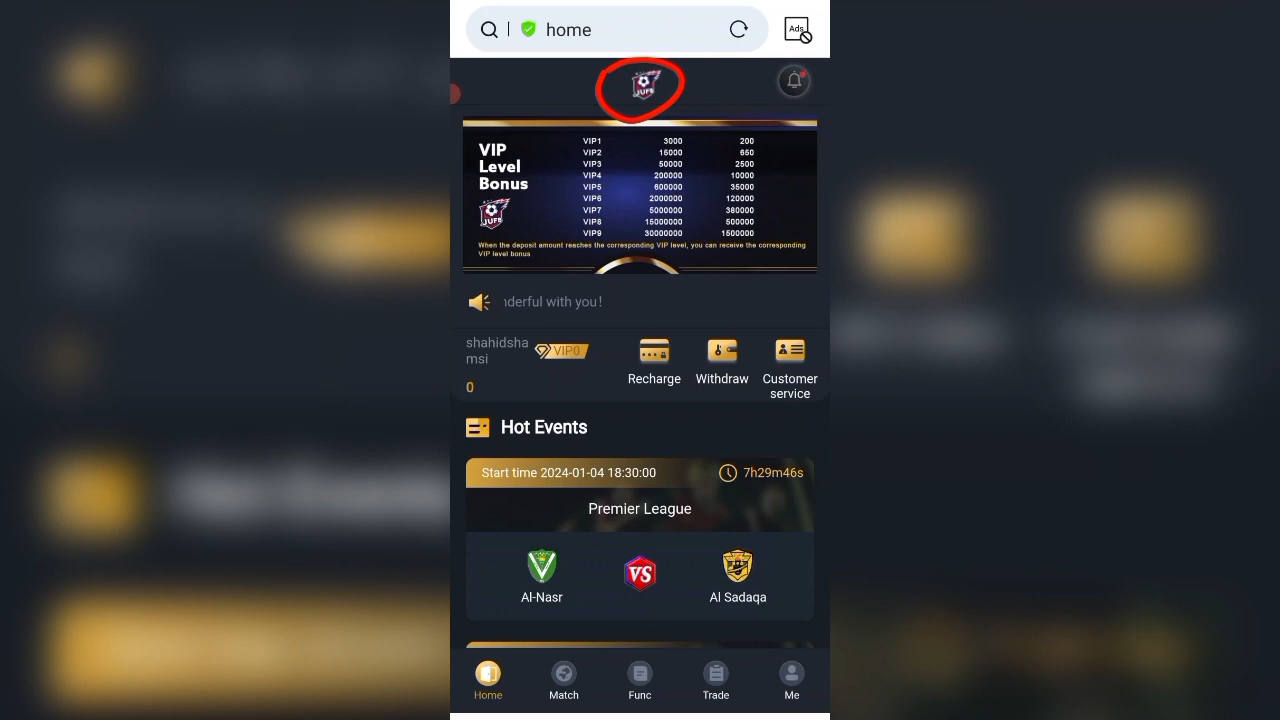 home
Ads
JUFB
VIP
Level
Bonus
VIP1 3000 200
VIP2 15000 650
VIP3 50000 2500
VIP4 200000 10000
VIP5 600000 35000
VIP6 2000000 120000
VIP7 5000000 380000
VIP8 15000000 500000
VIP9 30000000 1500000
JUFB
When the deposit amount reaches the corresponding VIP level, you can receive the corresponding
VIP level bonus
nderful with you!
shahidsha
msi
VIP0
0
Recharge Withdraw Customer
service
Hot Events
Start time 2024-01-04 18:30:00 7h29m46s
Premier League
VS
Al-Nasr Al Sadaqa
Home Match Func Trade Me